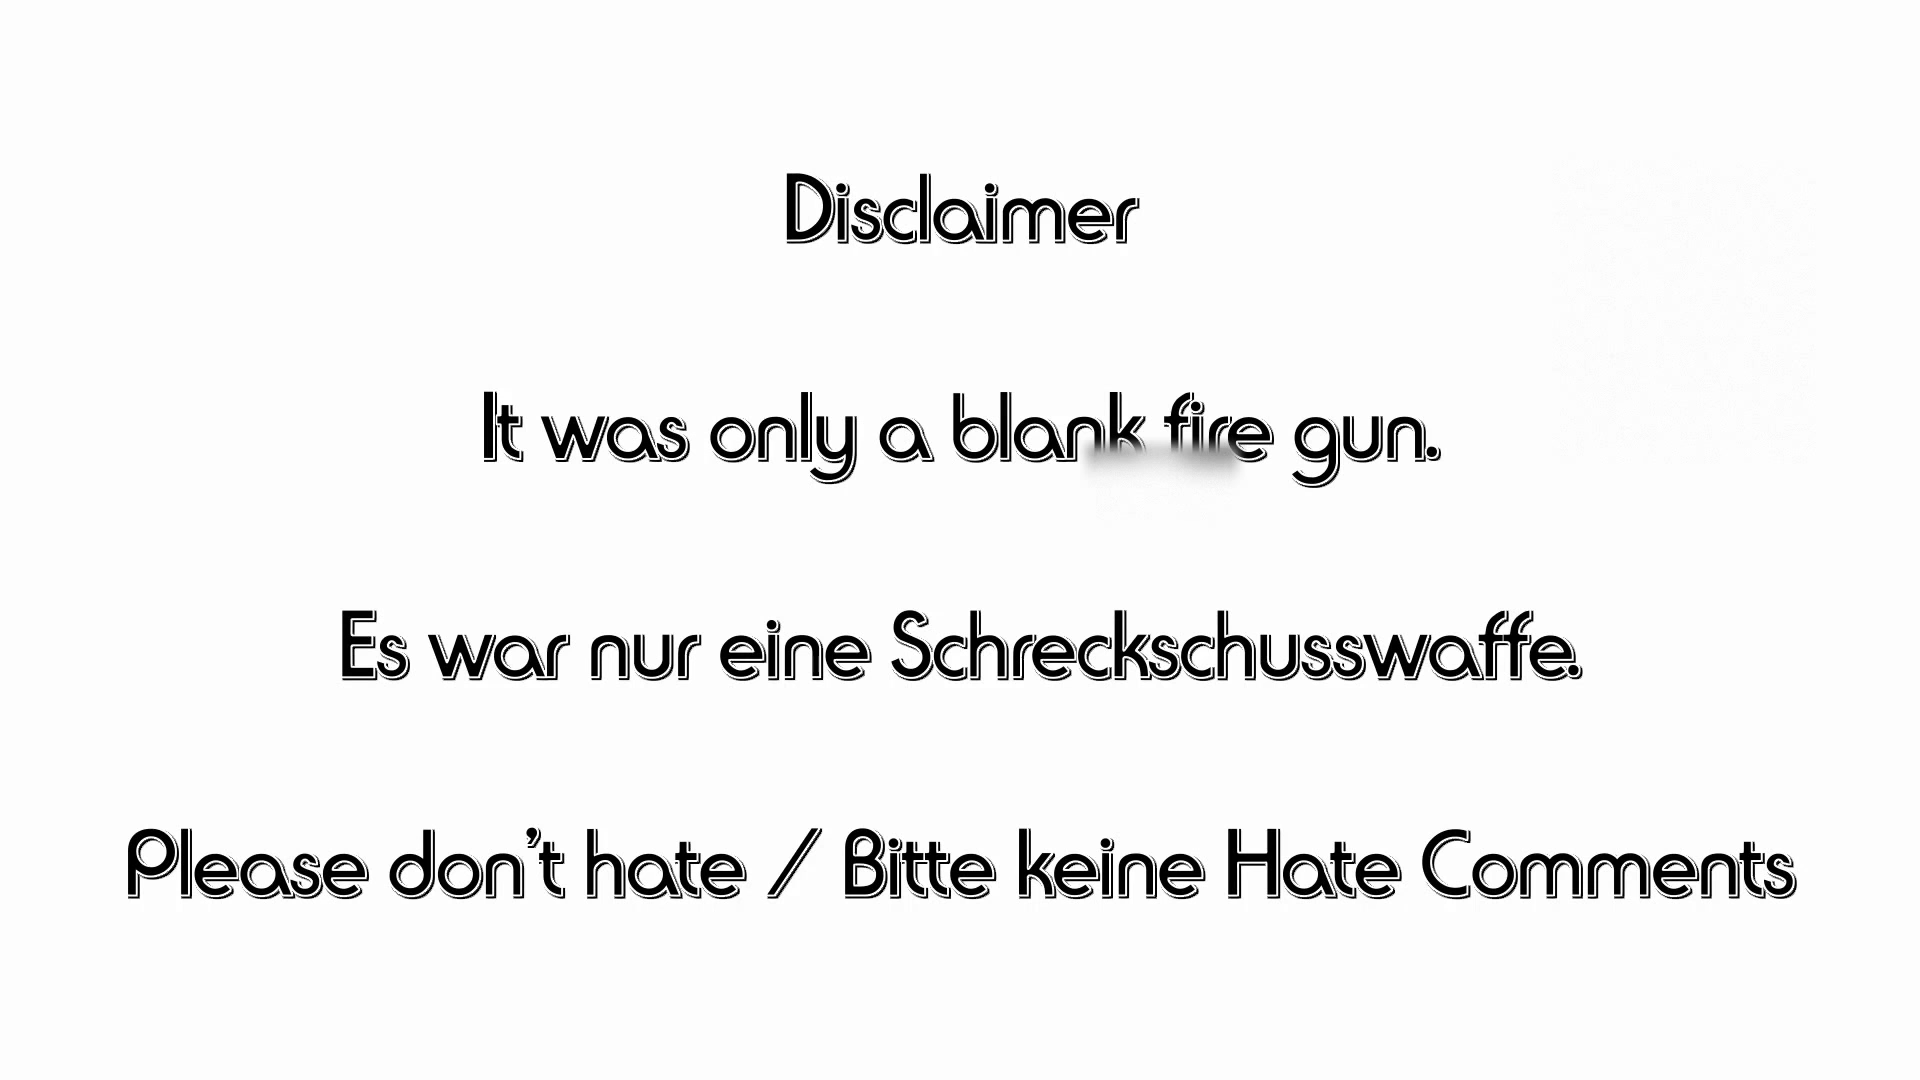 Disclaimer
It was only a blank fire gun.
Es war nur eine Schreckschusswaffe.
Please don't hate / Bitte keine Hate Comments